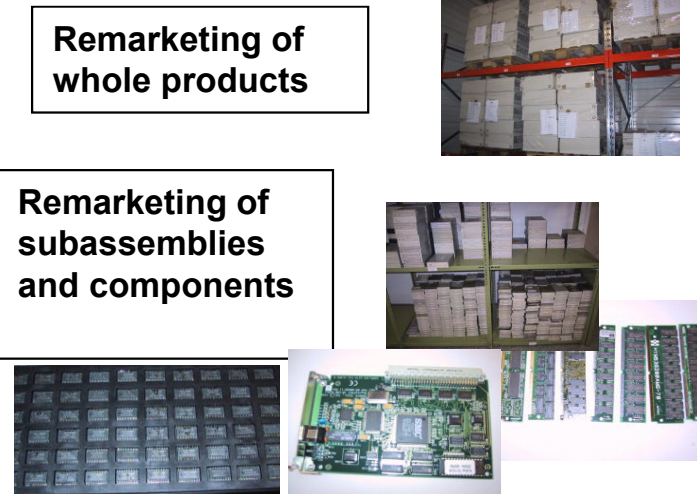 Remarketing of
whole products
Remarketing of
subassemblies
and components